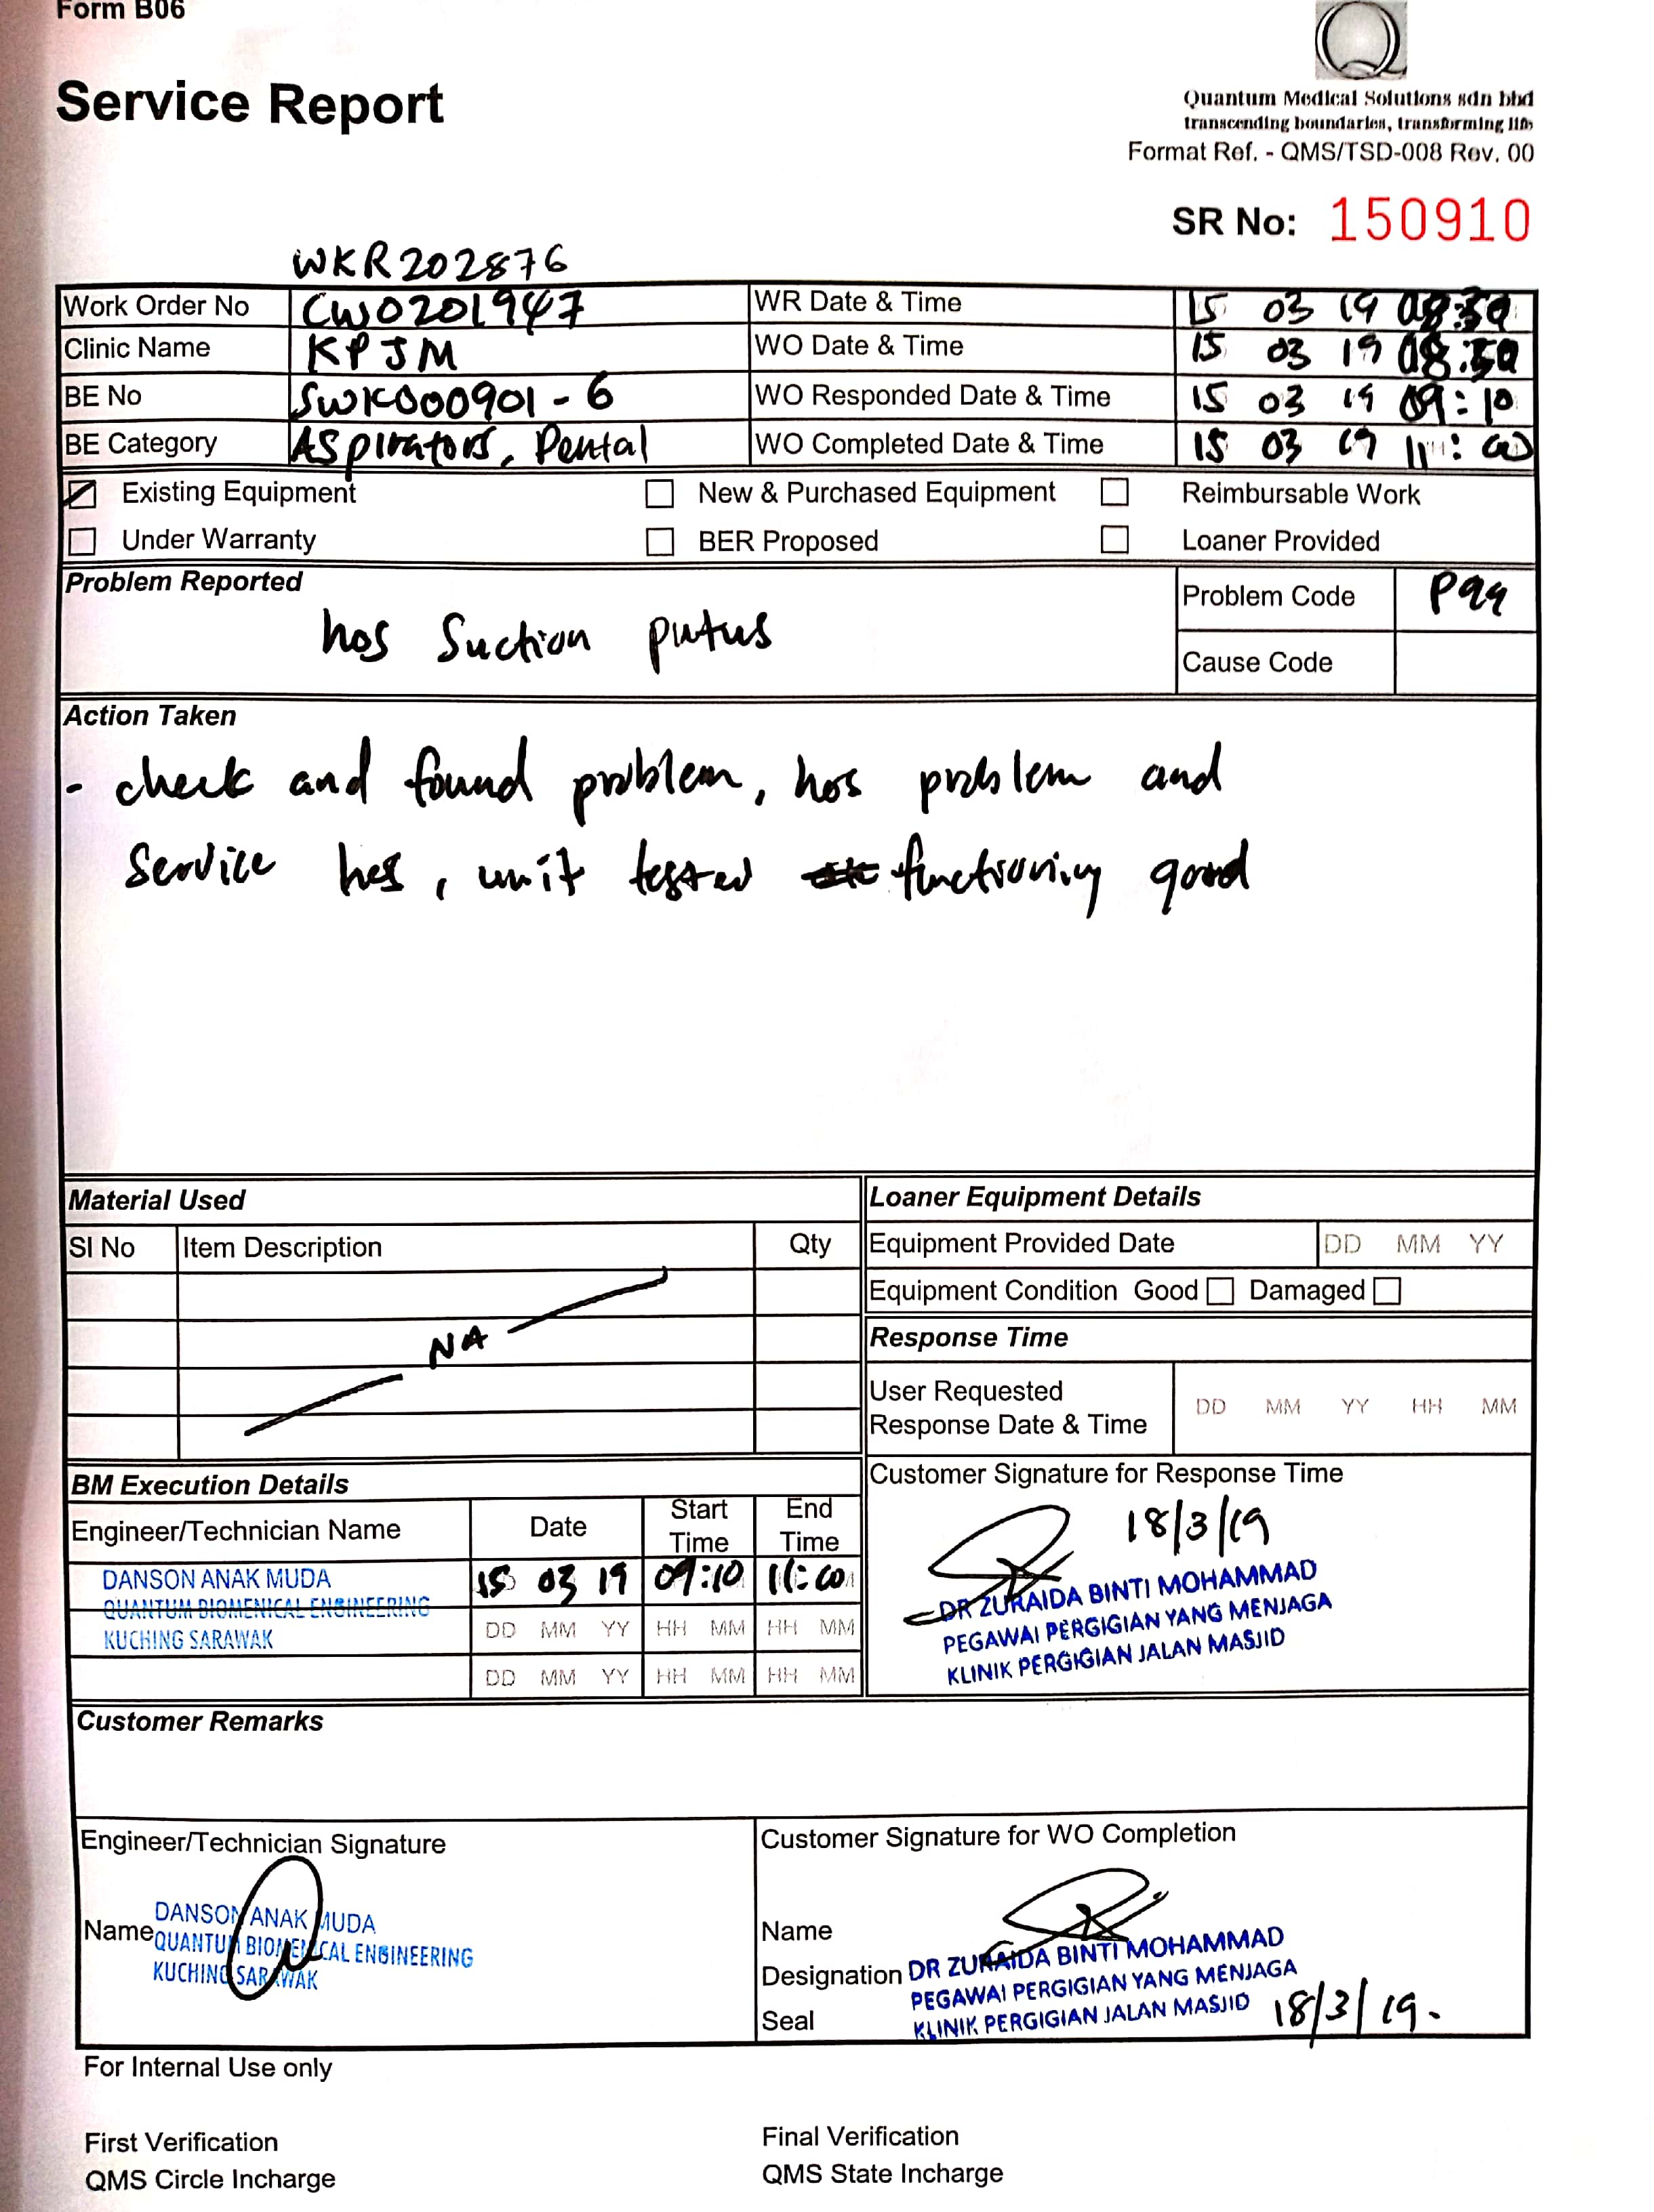 Form B06
Service Report
Quantum Medical Solutions sdn bhd
transcending boundaries, transforming life
Format Ref. - QMS/TSD-008 Rev. 00
SR No: 150910
WKR202876
Work Order No CWO201947 WR Date & Time 15 03 19
Clinic Name KPJM WO Date & Time 15 03 19
BE No SWK000901-6 WO Responded Date & Time 15 03 19 09:10
BE Category Aspirators, Dental WO Completed Date & Time 15 03 19 11:00
Existing Equipment New & Purchased Equipment Reimbursable Work
Under Warranty BER Proposed Loaner Provided
Problem Reported
Problem Code P99
hos Suction putus
Cause Code
Action Taken
- check and found problem, hos problem and
Service hos, unit tested functioning good
Material Used
Loaner Equipment Details
SI No Item Description Qty
Equipment Provided Date DD MM YY
Equipment Condition Good Damaged
NA
Response Time
User Requested
Response Date & Time DD MM YY HH MM
BM Execution Details
Customer Signature for Response Time
Engineer/Technician Name Date Start Time End Time
18/3/19
DANSON ANAK MUDA 15 03 19 09:10 11:00
QUANTUM BIOMENICAL ENGINEERING
KUCHING SARAWAK DD MM YY HH MM HH MM
DD MM YY HH MM HH MM
DR ZURAIDA BINTI MOHAMMAD
PEGAWAI PERGIGIAN YANG MENJAGA
KLINIK PERGIGIAN JALAN MASJID
Customer Remarks
Engineer/Technician Signature
Name
DANSON ANAK MUDA
QUANTUM BIOMENICAL ENGINEERING
KUCHING SARAWAK
Customer Signature for WO Completion
Name
Designation
Seal
DR ZURAIDA BINTI MOHAMMAD
PEGAWAI PERGIGIAN YANG MENJAGA
KLINIK PERGIGIAN JALAN MASJID
18/3/19.
For Internal Use only
First Verification
QMS Circle Incharge
Final Verification
QMS State Incharge